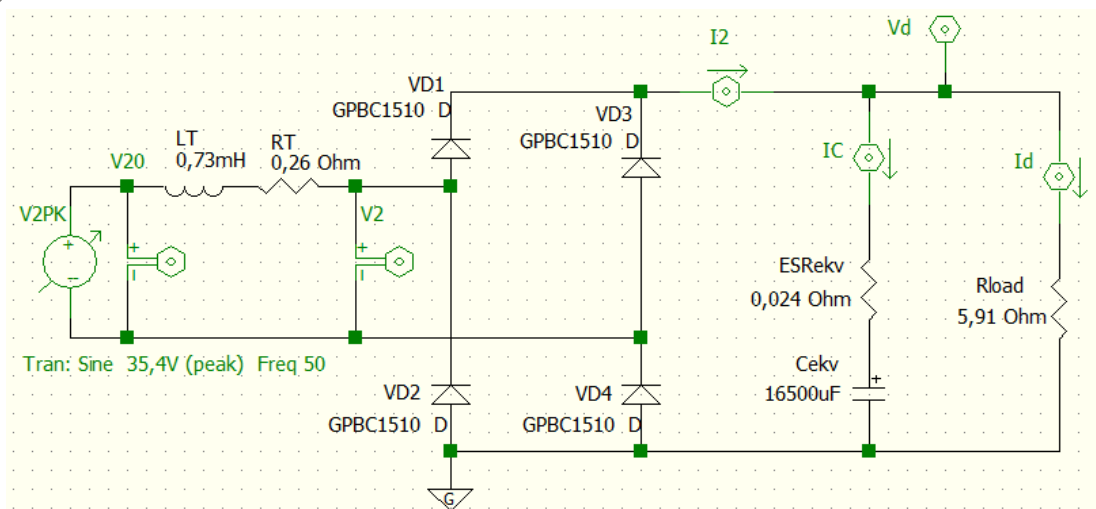 Vd
I2
VD1
GPBC1510 D
VD3
GPBC1510 D
LT
0,73mH
RT
0,26 Ohm
V20
IC
Id
V2PK
V2
ESRekv
0,024 Ohm
Rload
5,91 Ohm
Tran: Sine 35,4V (peak) Freq 50
Cekv
16500uF
VD2
GPBC1510 D
VD4
GPBC1510 D
G